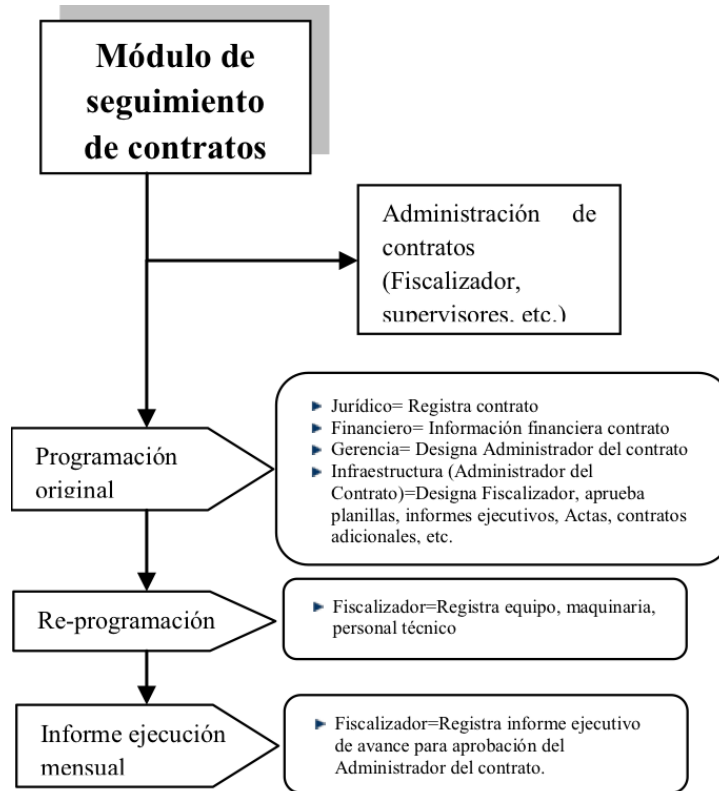 Módulo de
seguimiento
de contratos
Administración de
contratos
(Fiscalizador,
supervisores, etc.)
Programación
original
Jurídico= Registra contrato
Financiero= Información financiera contrato
Gerencia= Designa Administrador del contrato
Infraestructura (Administrador del
Contrato)=Designa Fiscalizador, aprueba
planillas, informes ejecutivos, Actas, contratos
adicionales, etc.
Re-programación
Fiscalizador=Registra equipo, maquinaria,
personal técnico
Informe ejecución
mensual
Fiscalizador=Registra informe ejecutivo
de avance para aprobación del
Administrador del contrato.